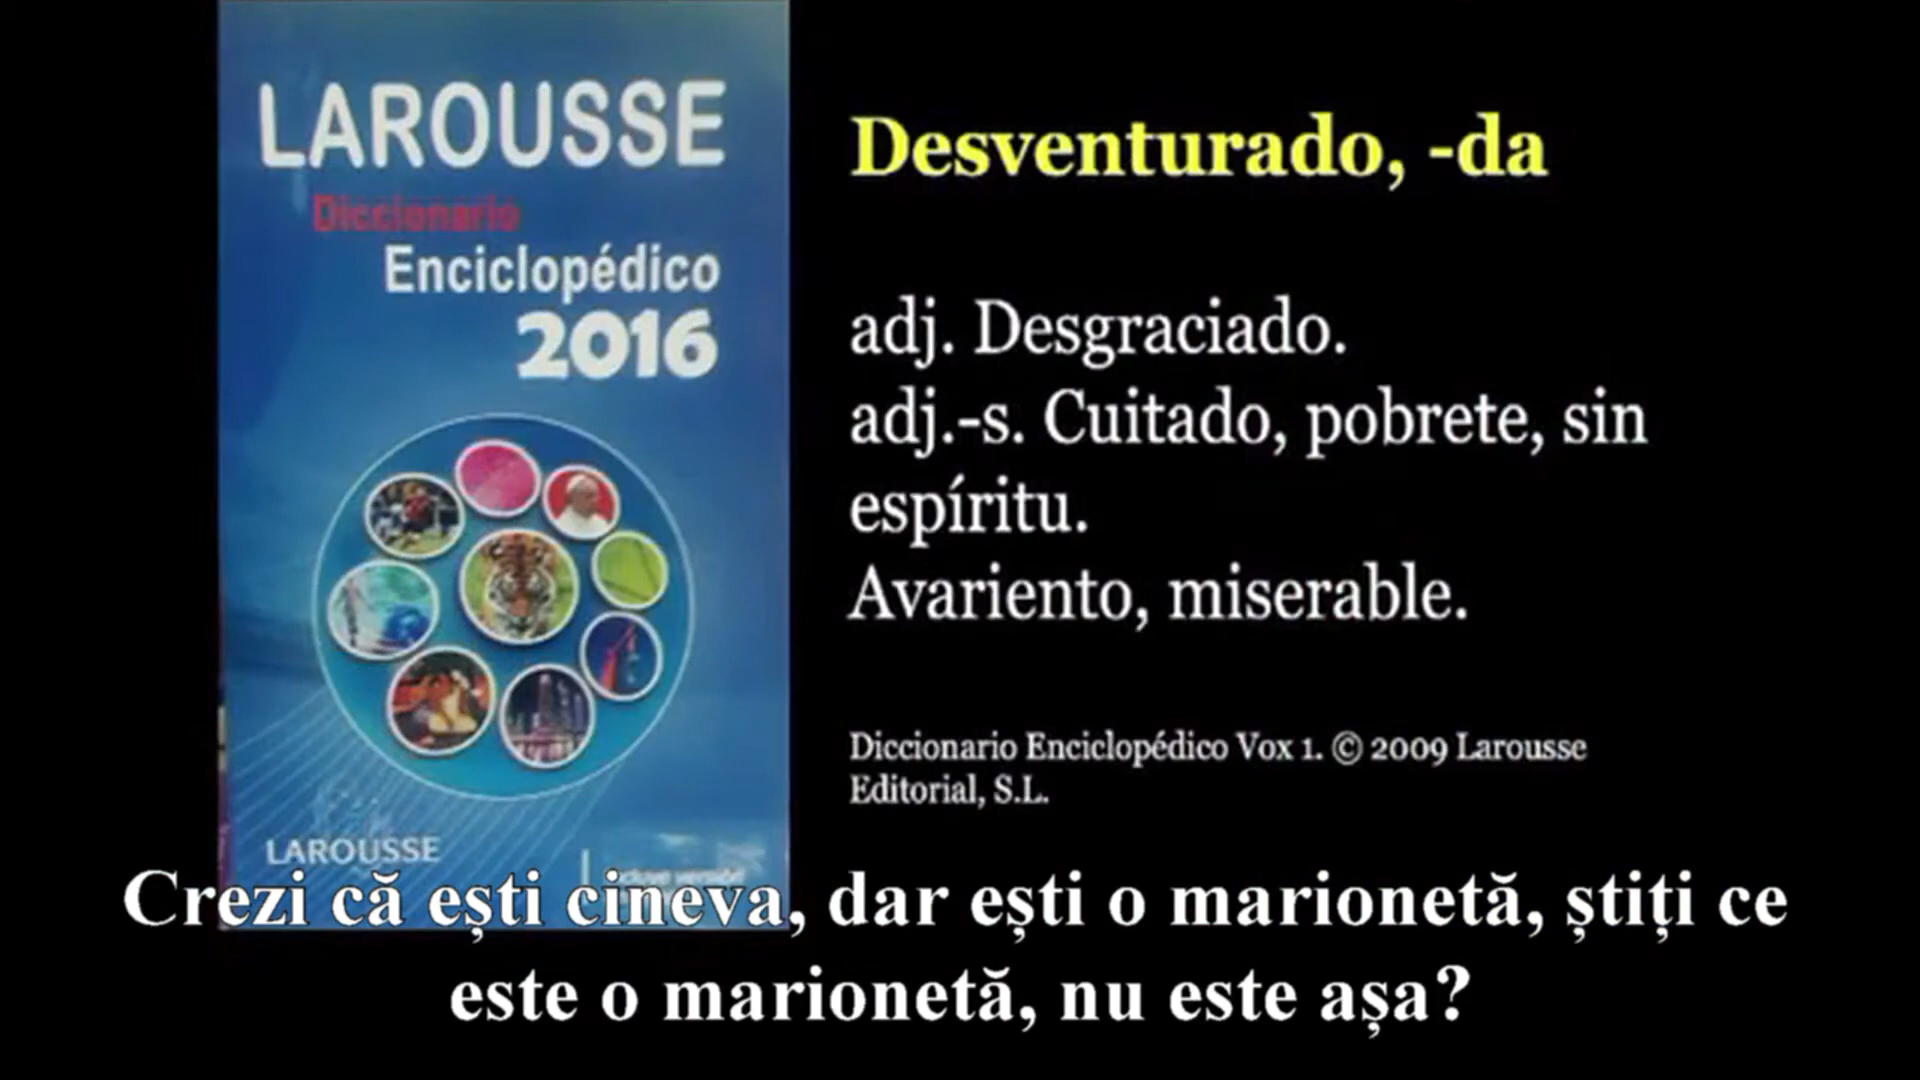 LAROUSSE
Diccionario
Enciclopédico
2016
LAROUSSE
Desventurado, -da
adj. Desgraciado.
adj.-s. Cuitado, pobrete, sin
espíritu.
Avariento, miserable.
Diccionario Enciclopédico Vox 1. © 2009 Larousse
Editorial, S.L.
Crezi că ești cineva, dar ești o marionetă, știți ce
este o marionetă, nu este așa?